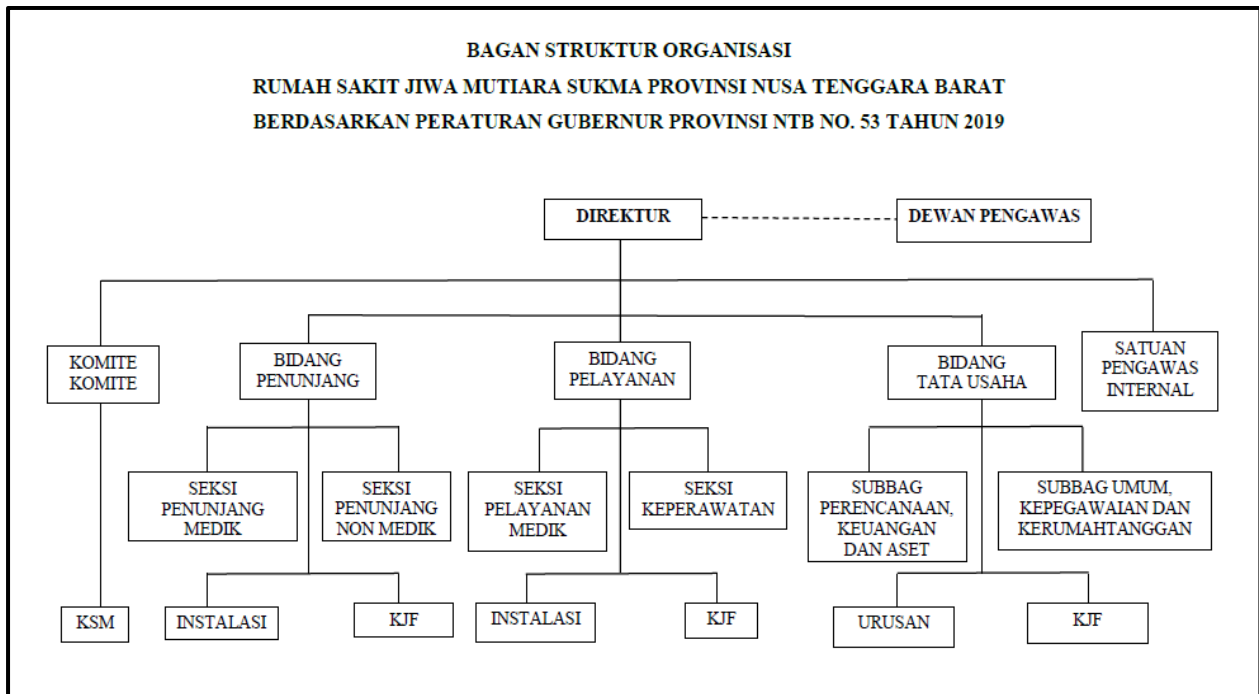 BAGAN STRUKTUR ORGANISASI
RUMAH SAKIT JIWA MUTIARA SUKMA PROVINSI NUSA TENGGARA BARAT
BERDASARKAN PERATURAN GUBERNUR PROVINSI NTB NO. 53 TAHUN 2019
DIREKTUR
DEWAN PENGAWAS
KOMITE
KOMITE
BIDANG
PENUNJANG
BIDANG
PELAYANAN
BIDANG
TATA USAHA
SATUAN
PENGAWAS
INTERNAL
SEKSI
PENUNJANG
MEDIK
SEKSI
PENUNJANG
NON MEDIK
SEKSI
PELAYANAN
MEDIK
SEKSI
KEPERAWATAN
SUBBAG
PERENCANAAN,
KEUANGAN
DAN ASET
SUBBAG UMUM,
KEPEGAWAIAN DAN
KERUMAHTANGGAN
KSM
INSTALASI
KJF
INSTALASI
KJF
URUSAN
KJF